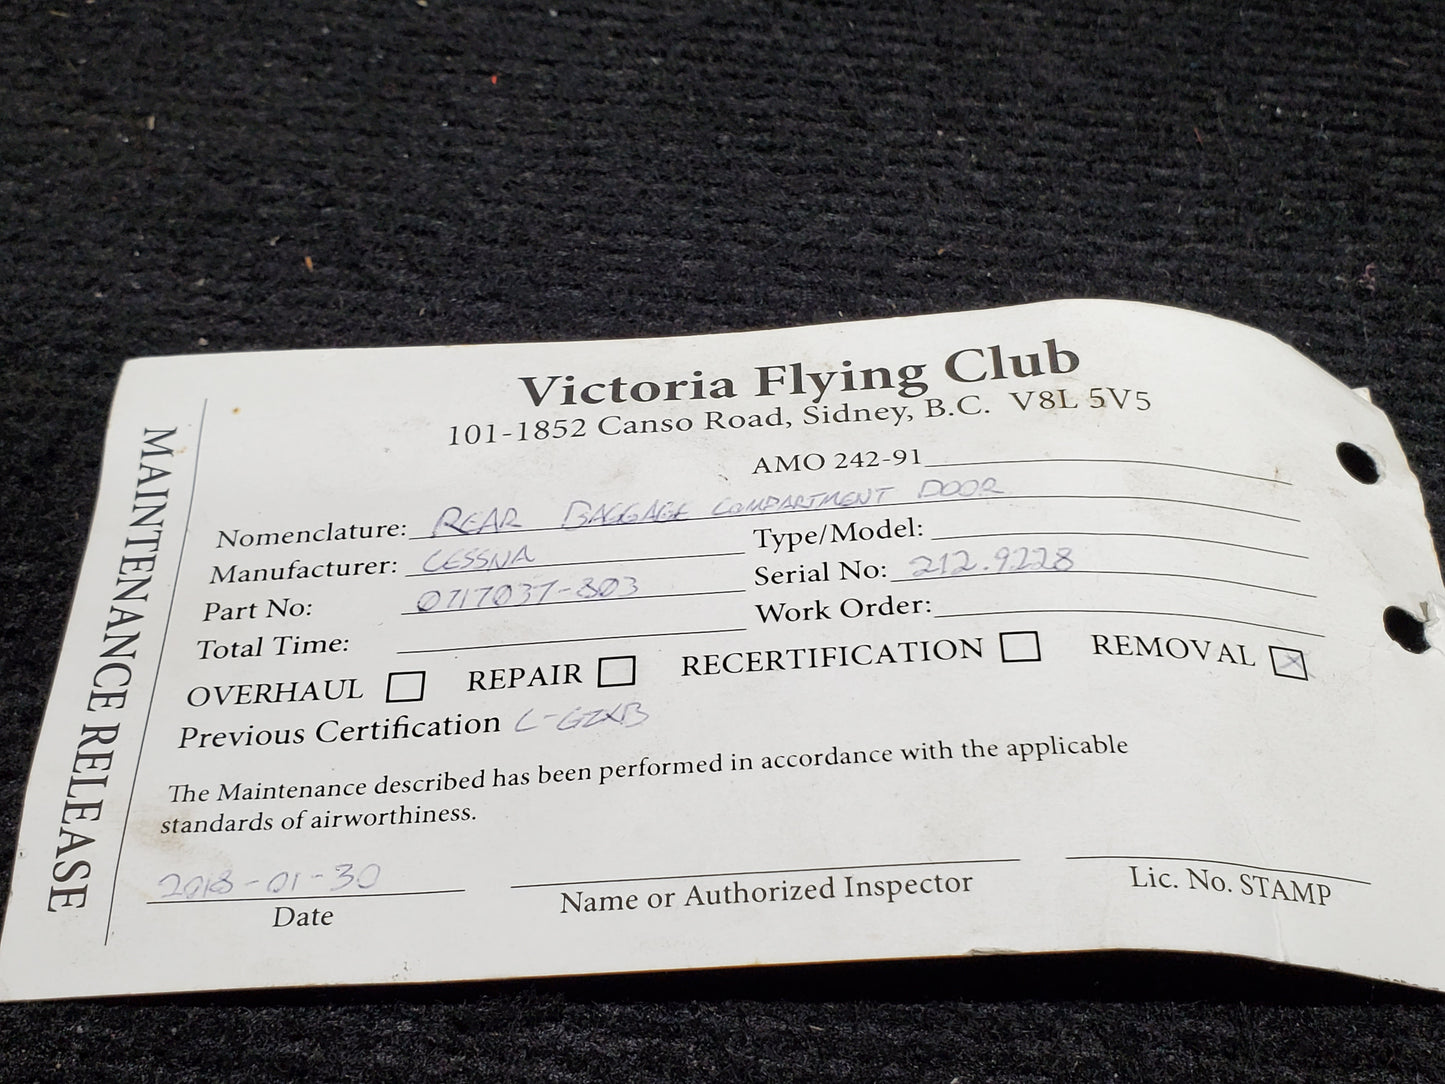 Victoria Flying Club
101-1852 Canso Road, Sidney, B.C. V8L 5V5
AMO 242-91
Nomenclature: REAR BAGGAGE COMPARTMENT DOOR
Manufacturer: CESSNA Type/Model:
Part No: 0717037-803 Serial No: 212.9228
Total Time: Work Order:
OVERHAUL REPAIR RECERTIFICATION REMOVAL X
Previous Certification C-GZXB
The Maintenance described has been performed in accordance with the applicable
standards of airworthiness.
2018-01-30
Date Name or Authorized Inspector Lic. No. STAMP
MAINTENANCE RELEASE